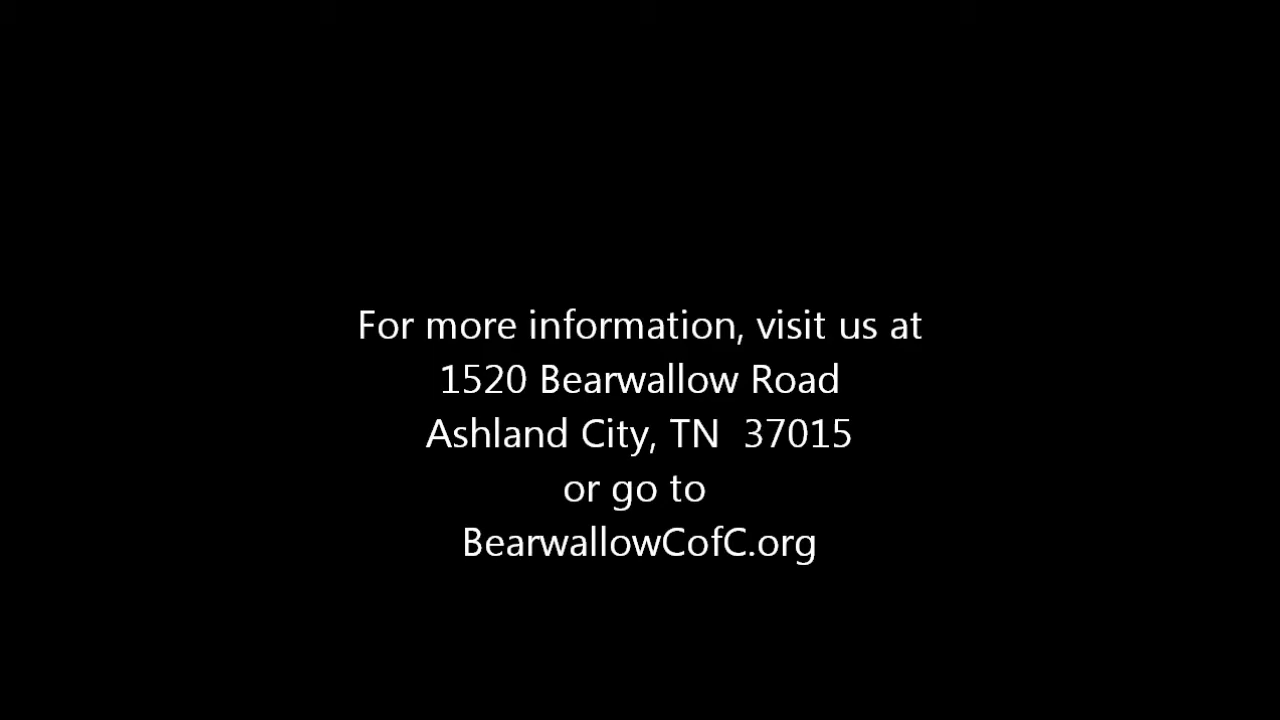 For more information, visit us at
1520 Bearwallow Road
Ashland City, TN  37015
or go to
BearwallowCofC.org